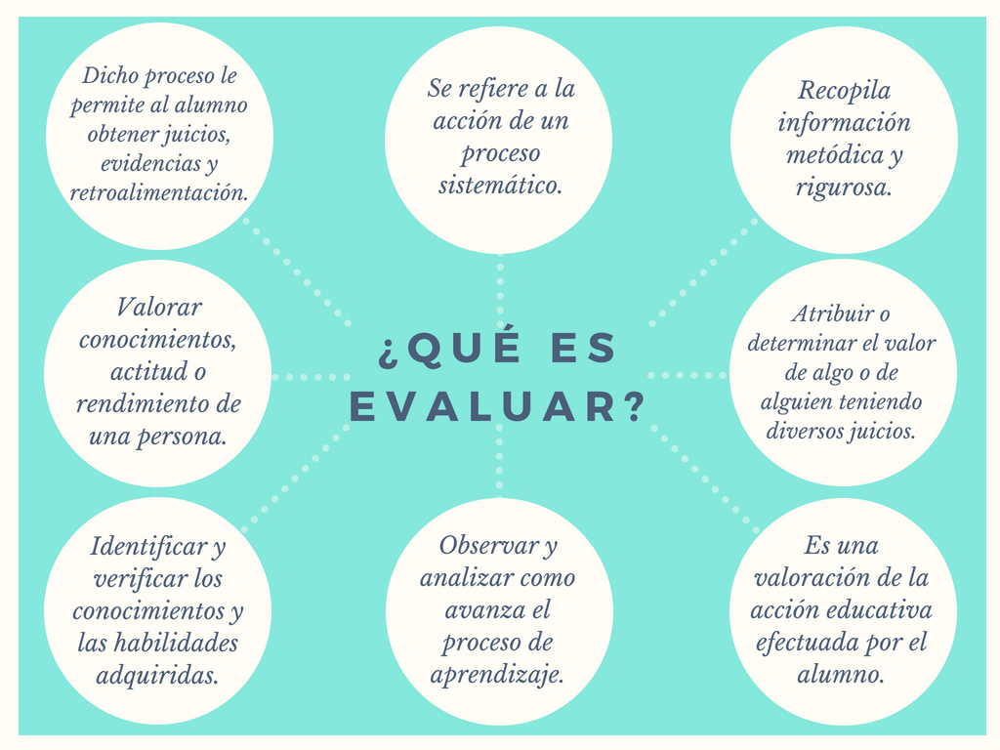 Dicho proceso le
permite al alumno
obtener juicios,
evidencias y
retroalimentación.
Se refiere a la
acción de un
proceso
sistemático.
Recopila
información
metódica y
rigurosa.
Valorar
conocimientos,
actitud o
rendimiento de
una persona.
¿QUÉ ES
EVALUAR?
Atribuir o
determinar el valor
de algo o de
alguien teniendo
diversos juicios.
Identificar y
verificar los
conocimientos y
las habilidades
adquiridas.
Observar y
analizar como
avanza el
proceso de
aprendizaje.
Es una
valoración de la
acción educativa
efectuada por el
alumno.